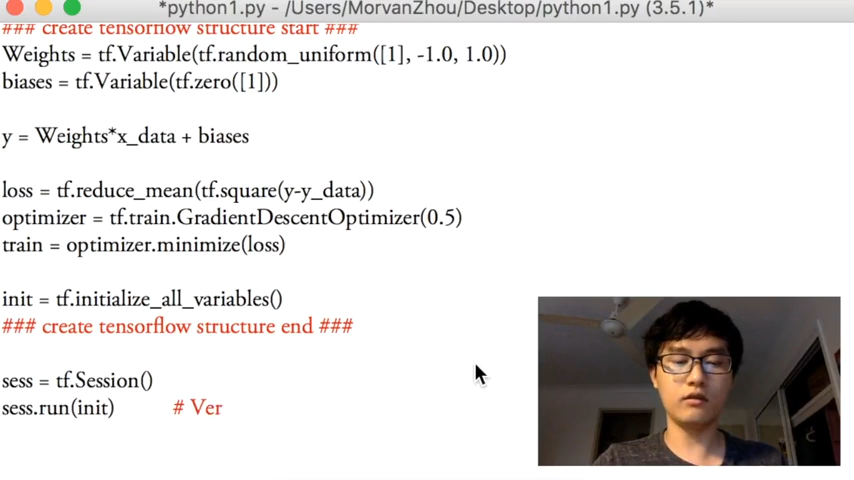 *python1.py - /Users/MorvanZhou/Desktop/python1.py (3.5.1)*
### create tensorflow structure start ###
Weights = tf.Variable(tf.random_uniform([1], -1.0, 1.0))
biases = tf.Variable(tf.zero([1]))
y = Weights*x_data + biases
loss = tf.reduce_mean(tf.square(y-y_data))
optimizer = tf.train.GradientDescentOptimizer(0.5)
train = optimizer.minimize(loss)
init = tf.initialize_all_variables()
### create tensorflow structure end ###
sess = tf.Session()
sess.run(init) # Ver